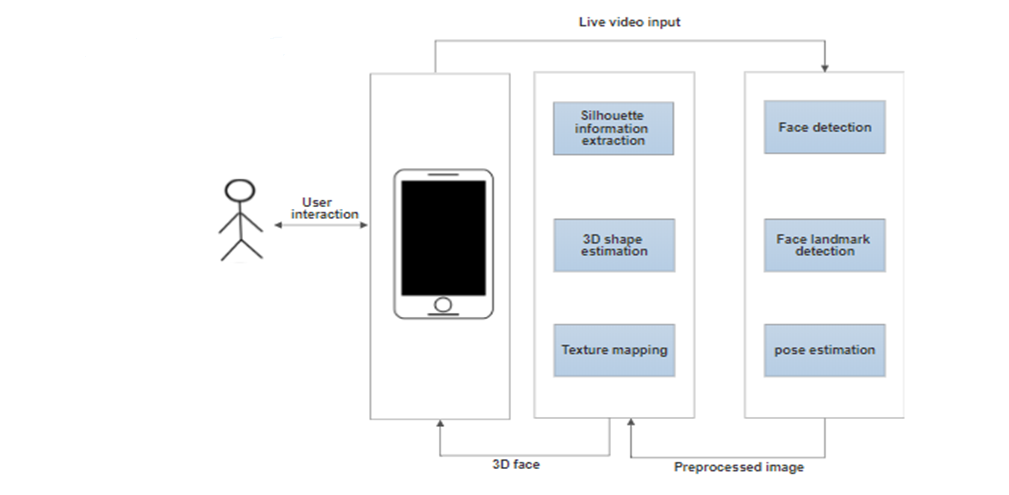 Live video input
Silhouette
information
extraction
Face detection
User
interaction
3D shape
estimation
Face landmark
detection
Texture mapping
pose estimation
3D face
Preprocessed image